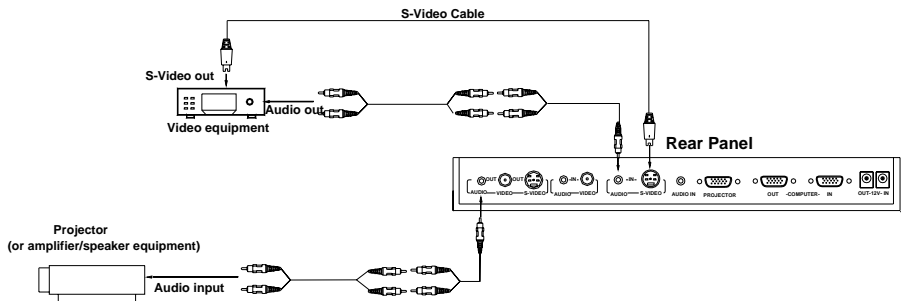 S-Video Cable
S-Video out
Audio out
Video equipment
Rear Panel
OUT OUT -IN- -IN-
AUDIO VIDEO S-VIDEO AUDIO VIDEO AUDIO S-VIDEO AUDIO IN PROJECTOR OUT -COMPUTER- IN OUT-12V- IN
Projector
(or amplifier/speaker equipment)
Audio input